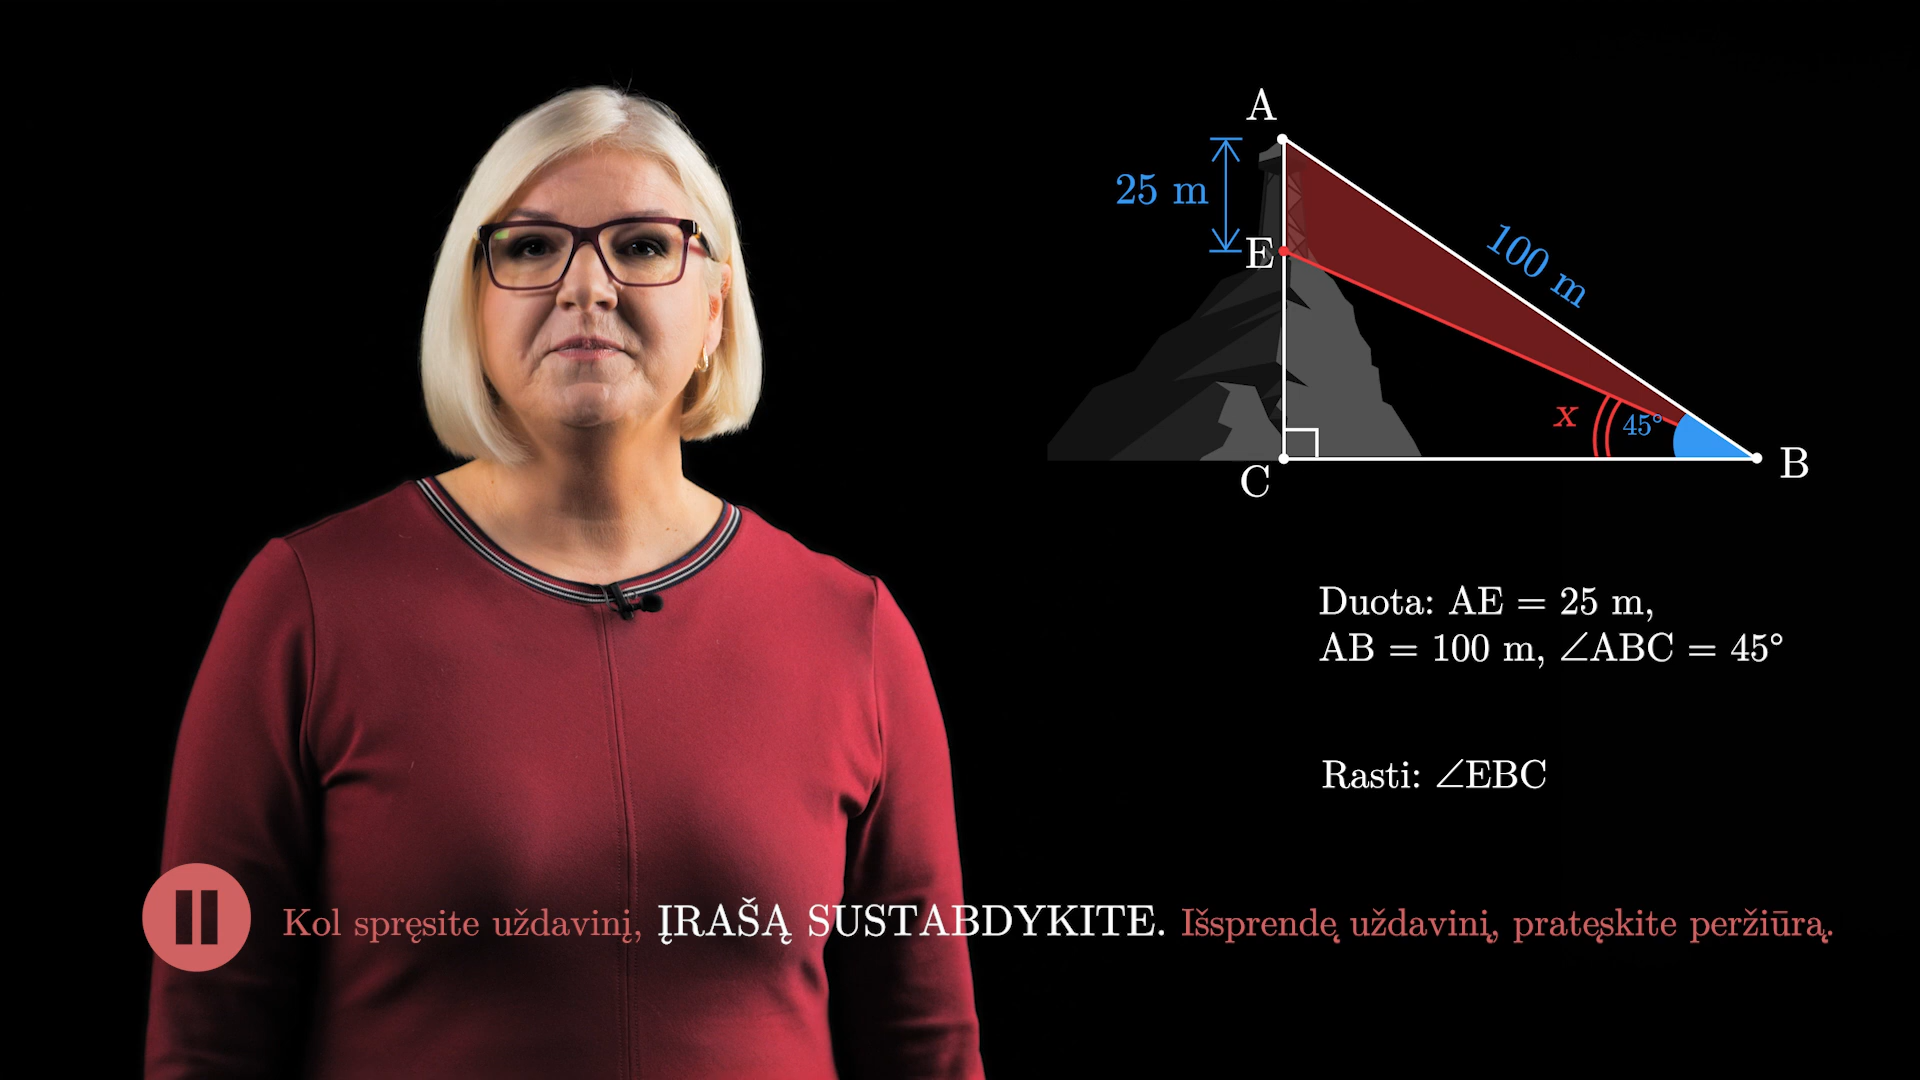 A
25 m
E
100 m
x
45°
C
B
Duota: AE = 25 m,
AB = 100 m, ∠ABC = 45°
Rasti: ∠EBC
Kol spręsite uždavinį, ĮRAŠĄ SUSTABDYKITE. Išsprendę uždavinį, pratęskite peržiūrą.